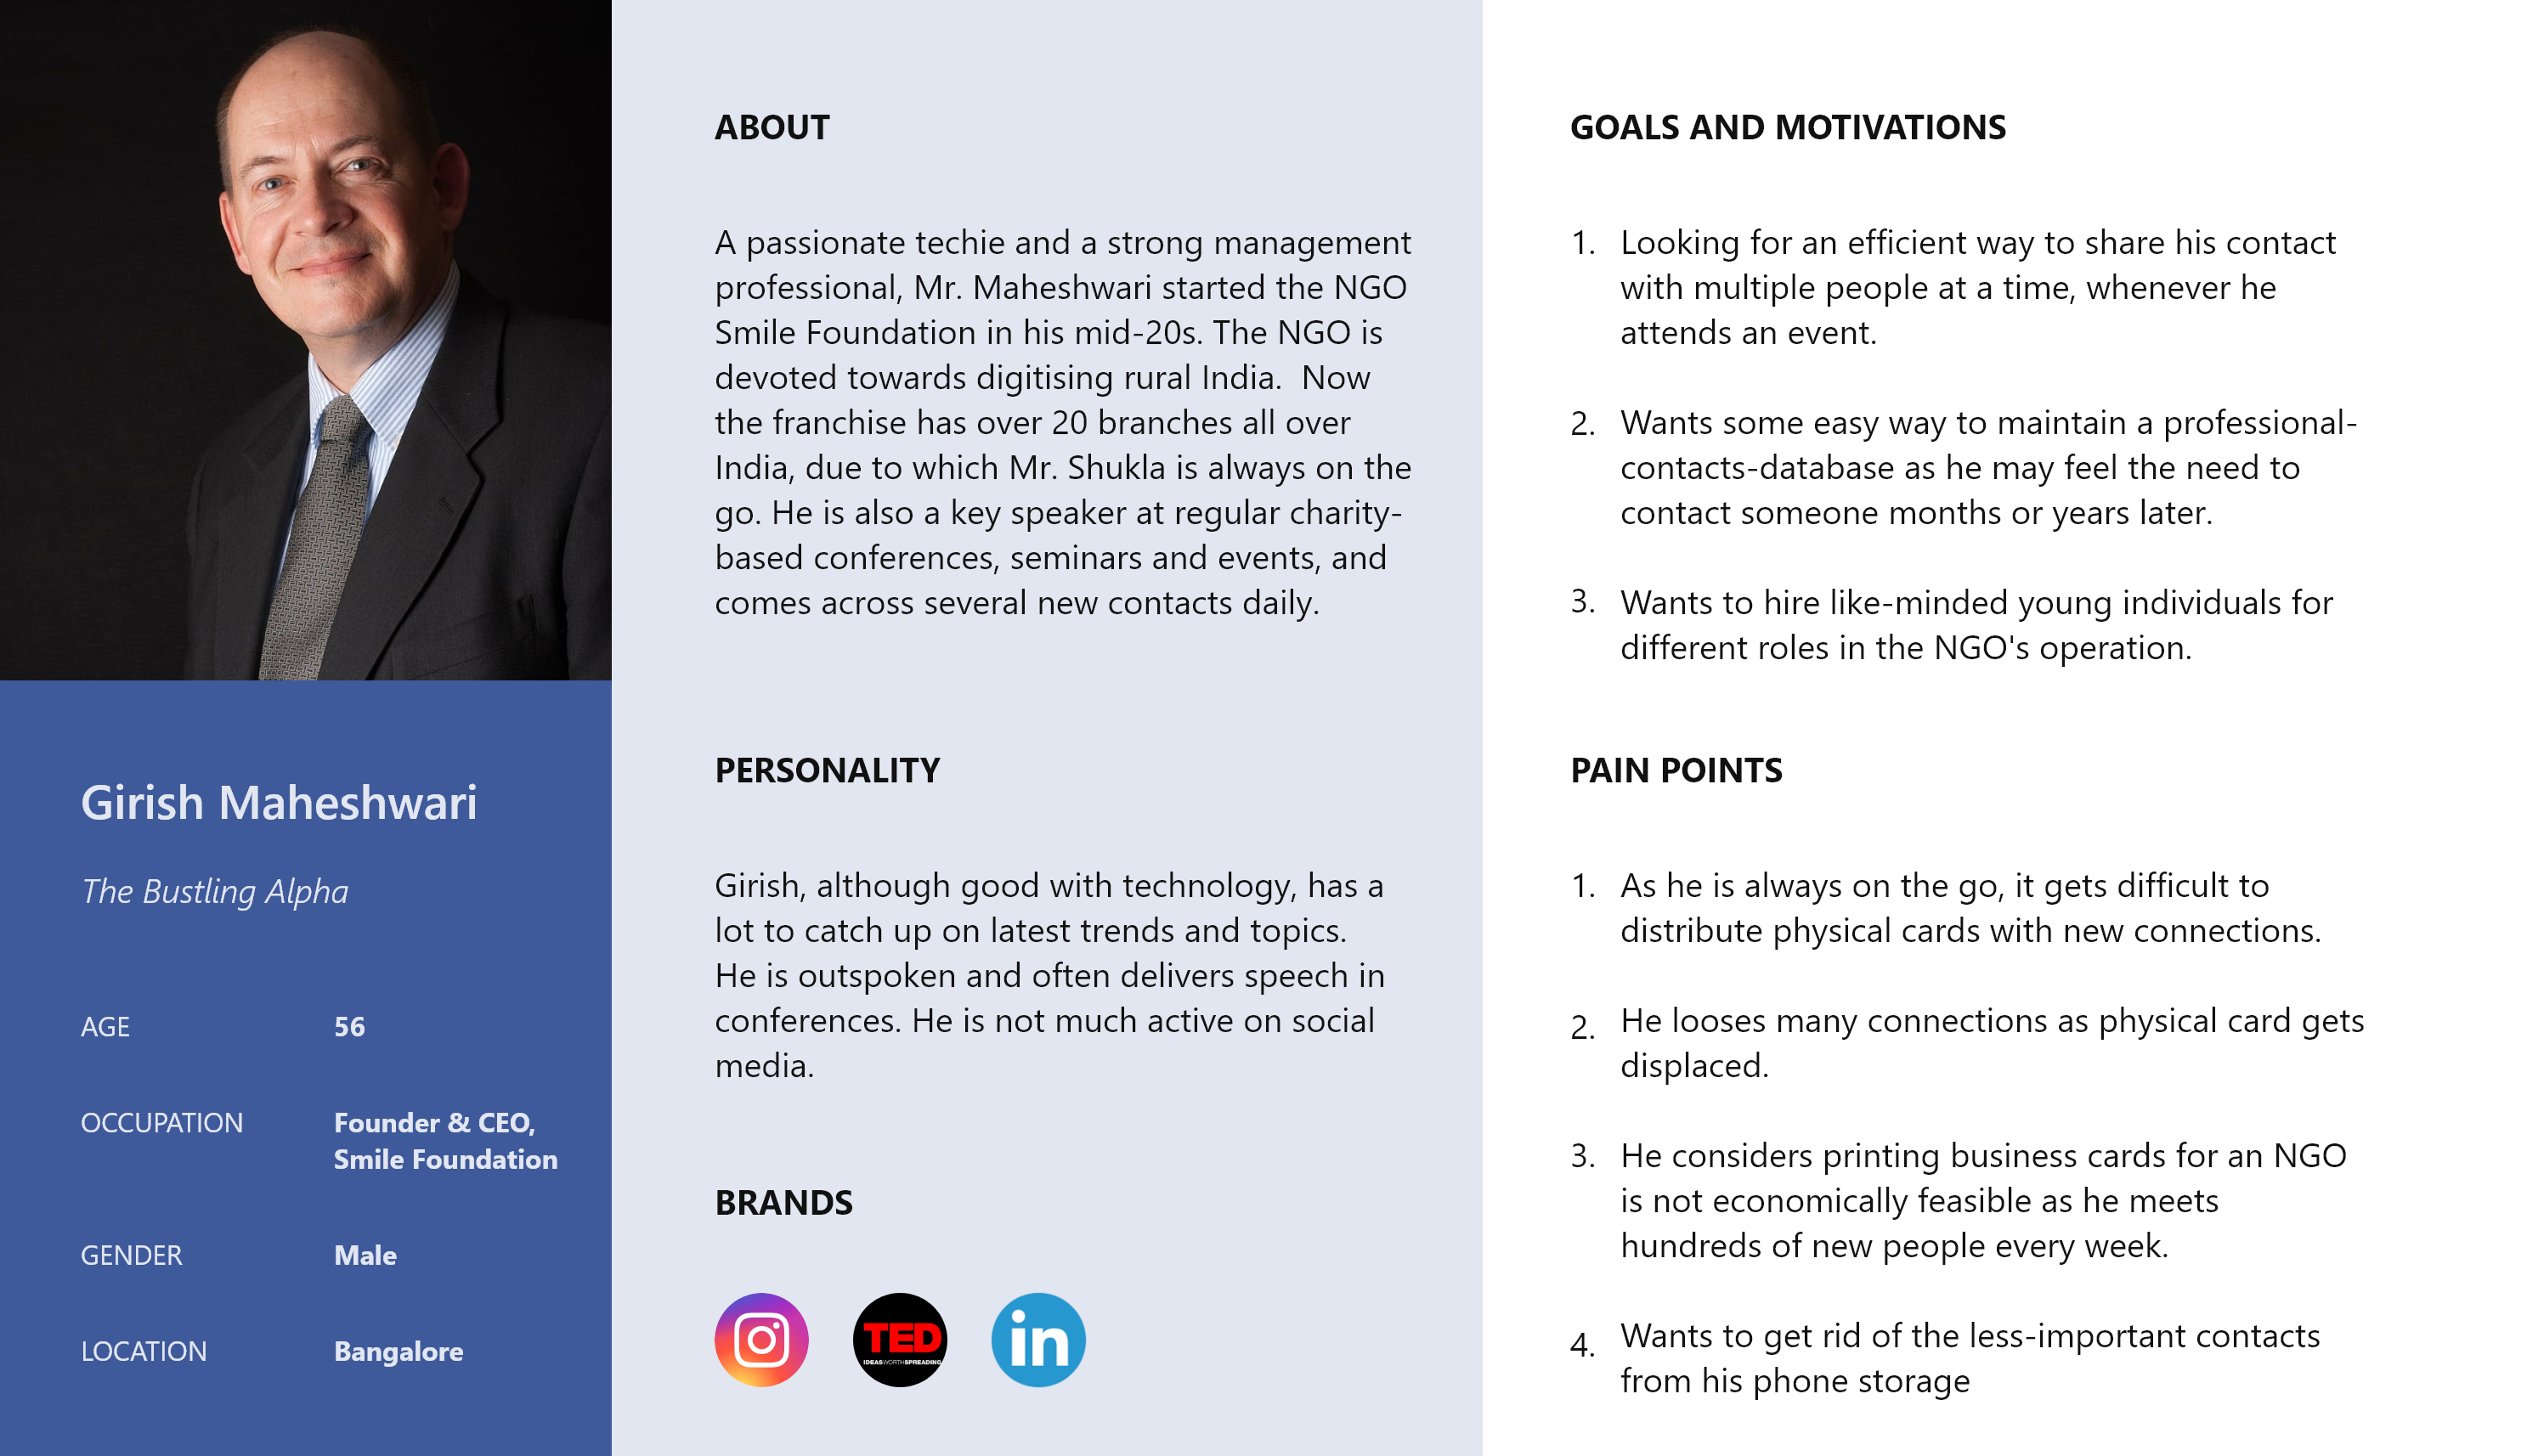 Girish Maheshwari
The Bustling Alpha
AGE 56
OCCUPATION Founder & CEO,
Smile Foundation
GENDER Male
LOCATION Bangalore
ABOUT
A passionate techie and a strong management
professional, Mr. Maheshwari started the NGO
Smile Foundation in his mid-20s. The NGO is
devoted towards digitising rural India.  Now
the franchise has over 20 branches all over
India, due to which Mr. Shukla is always on the
go. He is also a key speaker at regular charity-
based conferences, seminars and events, and
comes across several new contacts daily.
PERSONALITY
Girish, although good with technology, has a
lot to catch up on latest trends and topics.
He is outspoken and often delivers speech in
conferences. He is not much active on social
media.
BRANDS
TED
IDEAS WORTH SPREADING
in
GOALS AND MOTIVATIONS
1. Looking for an efficient way to share his contact
with multiple people at a time, whenever he
attends an event.
2. Wants some easy way to maintain a professional-
contacts-database as he may feel the need to
contact someone months or years later.
3. Wants to hire like-minded young individuals for
different roles in the NGO's operation.
PAIN POINTS
1. As he is always on the go, it gets difficult to
distribute physical cards with new connections.
2. He looses many connections as physical card gets
displaced.
3. He considers printing business cards for an NGO
is not economically feasible as he meets
hundreds of new people every week.
4. Wants to get rid of the less-important contacts
from his phone storage